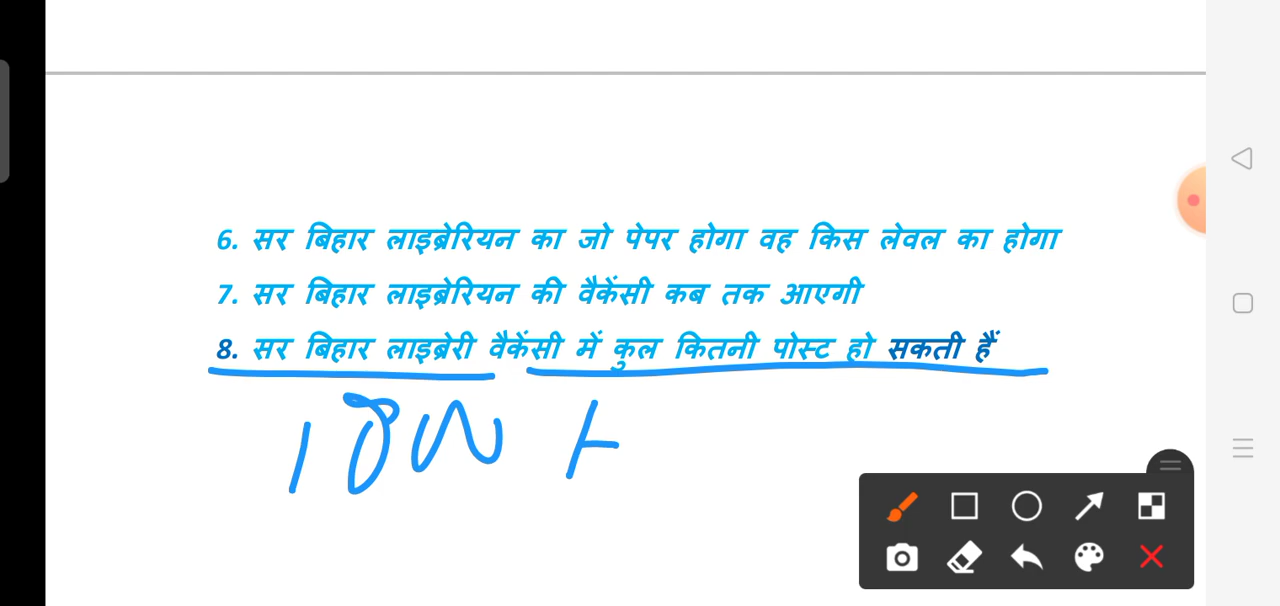 6. सर बिहार लाइब्रेरियन का जो पेपर होगा वह किस लेवल का होगा
7. सर बिहार लाइब्रेरियन की वैकेंसी कब तक आएगी
8. सर बिहार लाइब्रेरी वैकेंसी में कुल कितनी पोस्ट हो सकती हैं